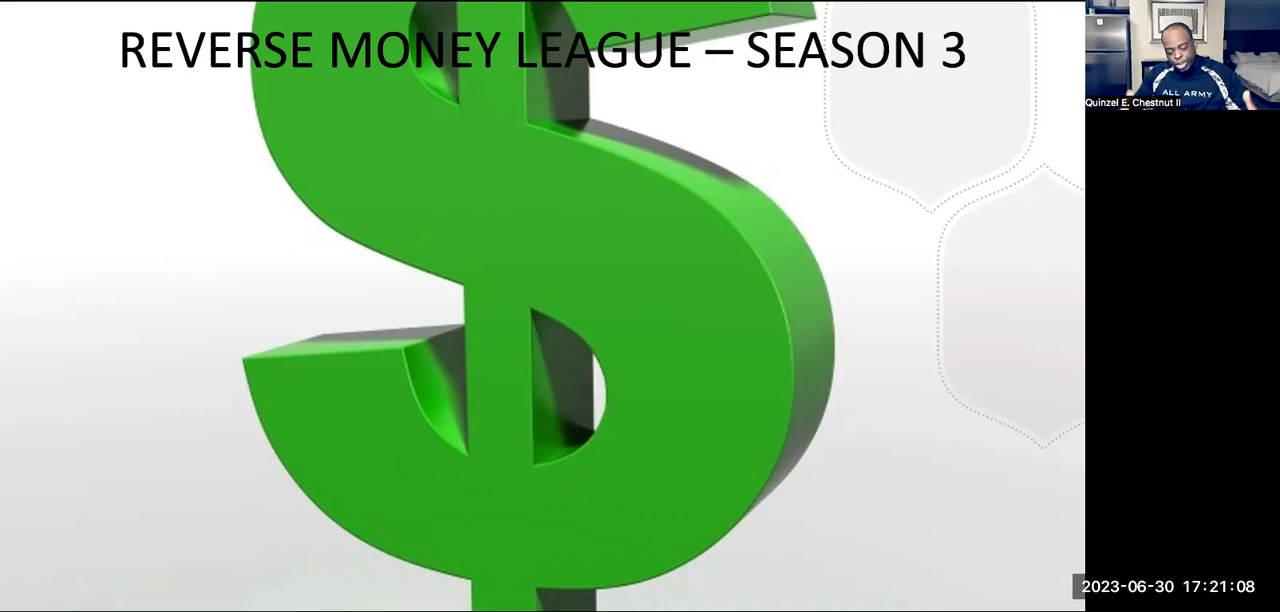 REVERSE MONEY LEAGUE – SEASON 3
ALL ARMY
Quinzel E. Chestnut II
2023-06-30 17:21:08